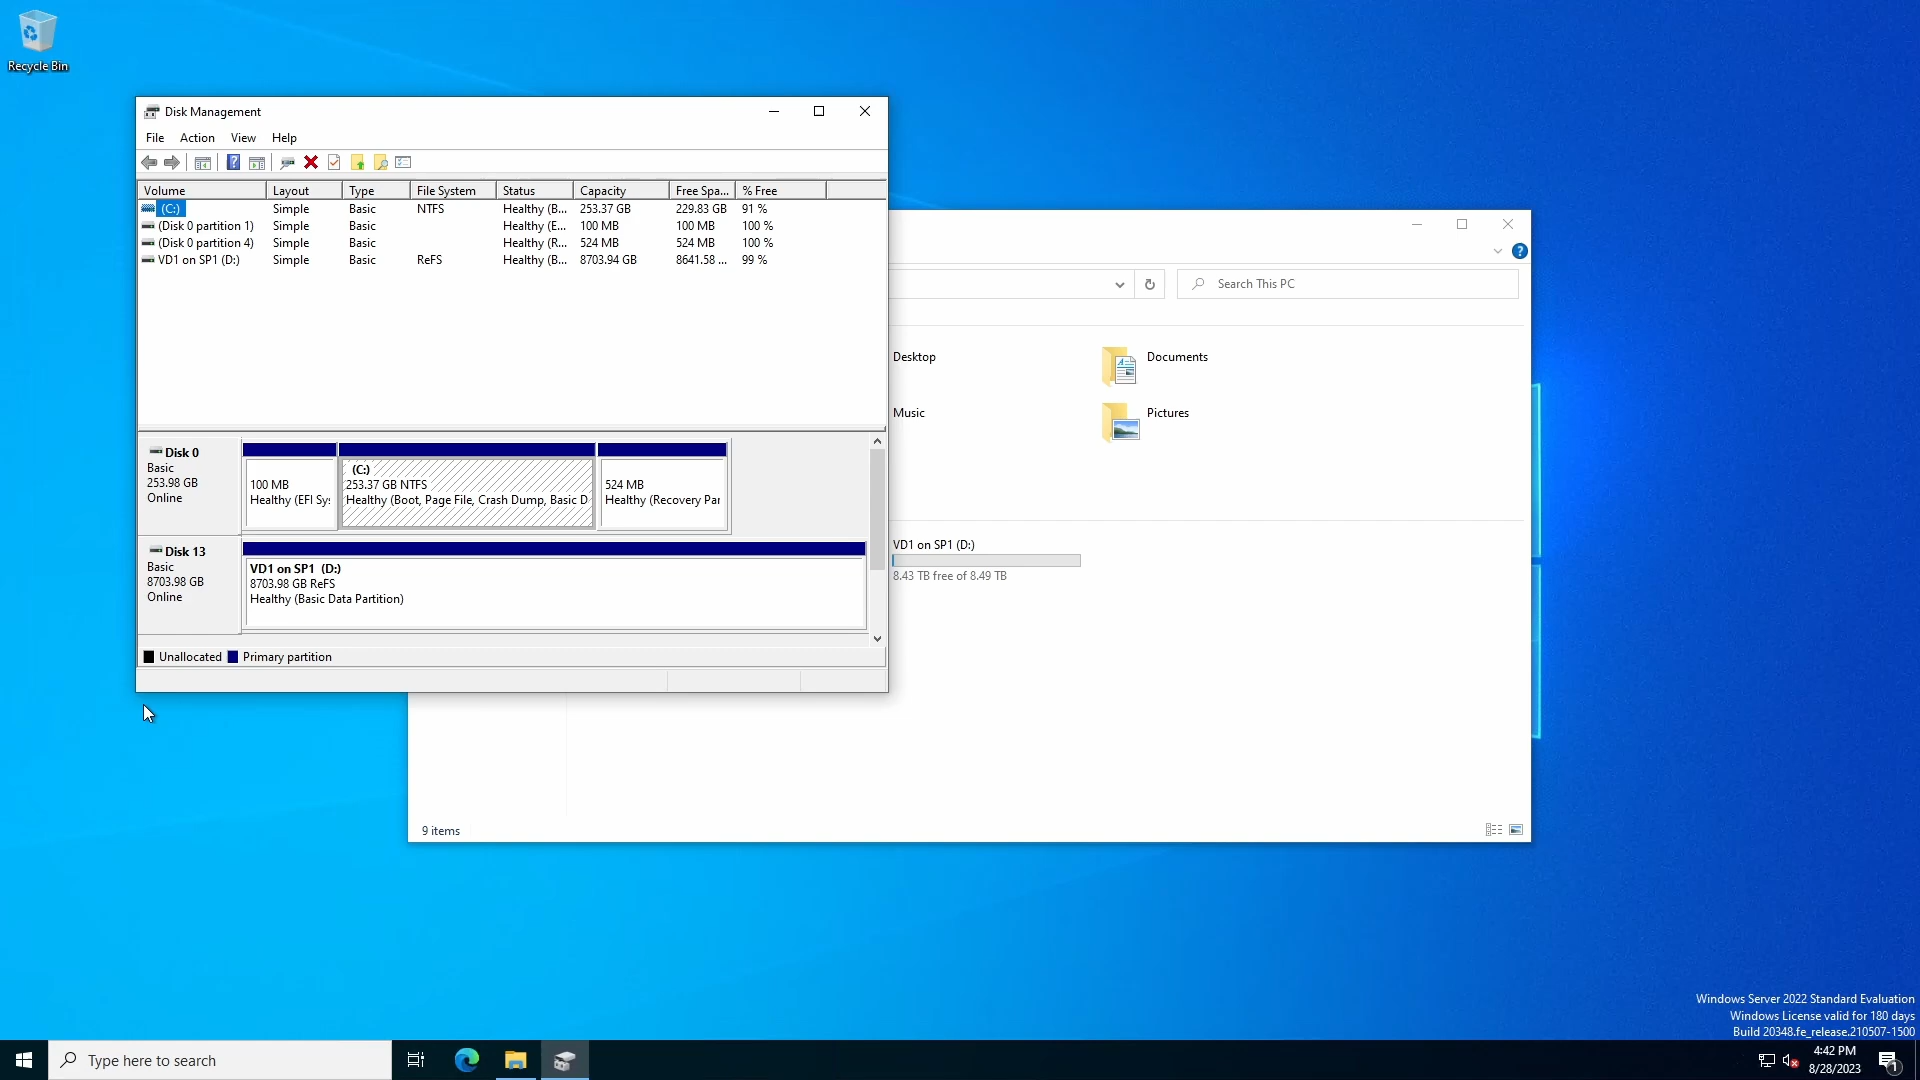 Recycle Bin
Disk Management
File Action View Help
Volume Layout Type File System Status Capacity Free Spa... % Free
(C:) Simple Basic NTFS Healthy (B... 253.37 GB 229.83 GB 91 %
(Disk 0 partition 1) Simple Basic Healthy (E... 100 MB 100 MB 100 %
(Disk 0 partition 4) Simple Basic Healthy (R... 524 MB 524 MB 100 %
VD1 on SP1 (D:) Simple Basic ReFS Healthy (B... 8703.94 GB 8641.58 ... 99 %
Disk 0
Basic
253.98 GB
Online
100 MB
Healthy (EFI Sy
(C:)
253.37 GB NTFS
Healthy (Boot, Page File, Crash Dump, Basic D
524 MB
Healthy (Recovery Par
Disk 13
Basic
8703.98 GB
Online
VD1 on SP1 (D:)
8703.98 GB ReFS
Healthy (Basic Data Partition)
Unallocated Primary partition
Search This PC
Desktop
Documents
Music
Pictures
VD1 on SP1 (D:)
8.43 TB free of 8.49 TB
9 items
Windows Server 2022 Standard Evaluation
Windows License valid for 180 days
Build 20348.fe_release.210507-1500
Type here to search
4:42 PM
8/28/2023
1